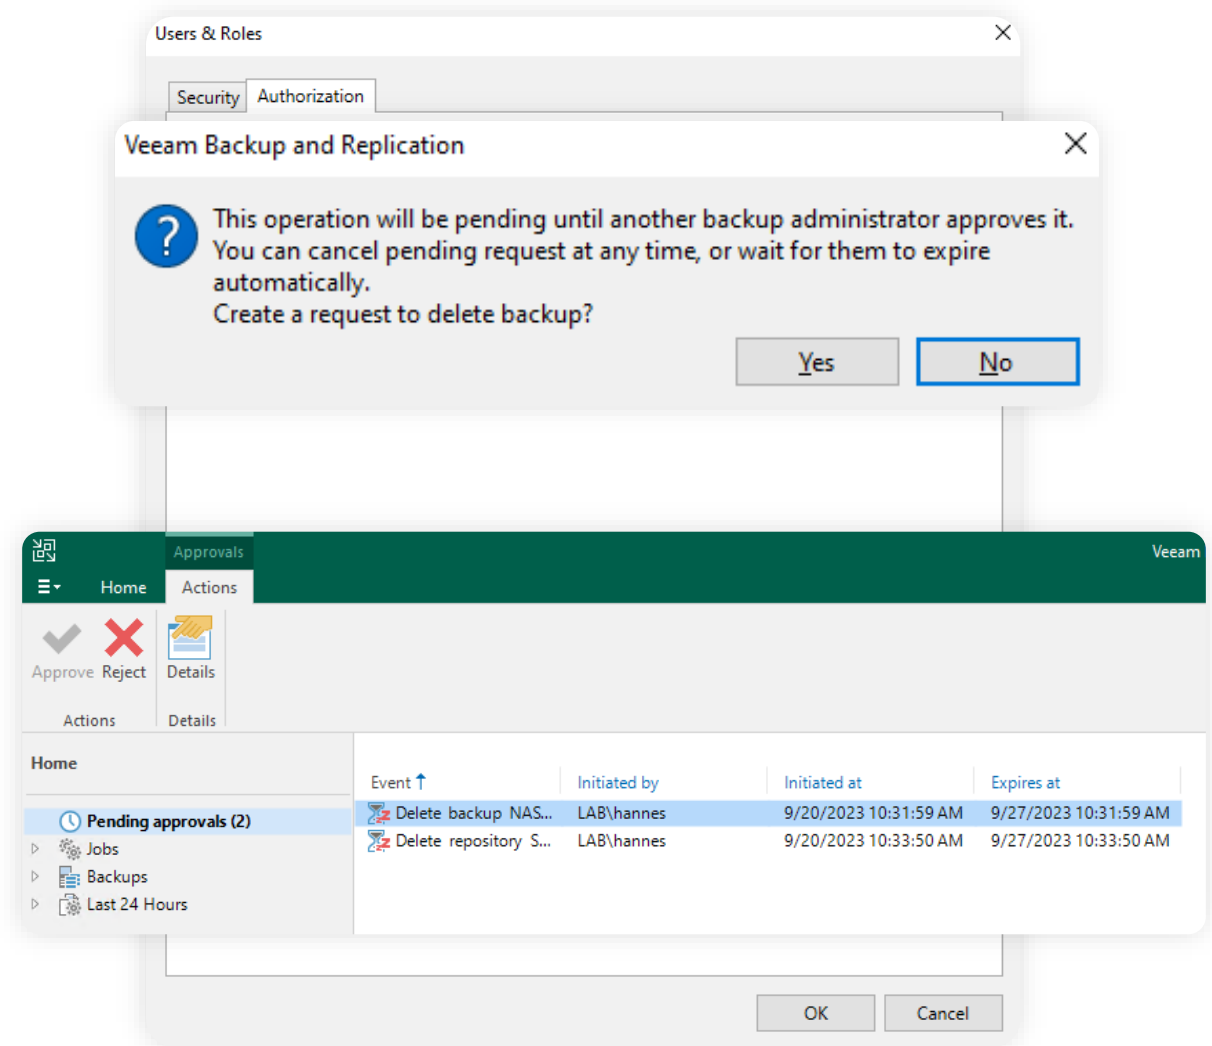 Users & Roles
Security Authorization
Veeam Backup and Replication
This operation will be pending until another backup administrator approves it.
You can cancel pending request at any time, or wait for them to expire
automatically.
Create a request to delete backup?
Yes No
Approvals Veeam
Home Actions
Approve Reject Details
Actions Details
Home
Event Initiated by Initiated at Expires at
Pending approvals (2)
Jobs
Backups
Last 24 Hours
Delete backup NAS... LAB\hannes 9/20/2023 10:31:59 AM 9/27/2023 10:31:59 AM
Delete repository S... LAB\hannes 9/20/2023 10:33:50 AM 9/27/2023 10:33:50 AM
OK Cancel